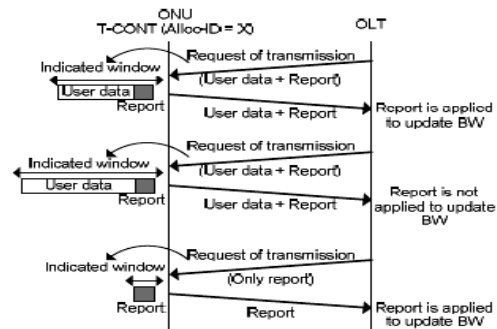 ONU
T-CONT (Alloc-ID = X)
OLT
Request of transmission
(User data + Report)
Indicated window
User data
Report
User data + Report
Report is applied
to update BW
Request of transmission
(User data + Report)
Indicated window
User data
Report
User data + Report
Report is not
applied to update
BW
Request of transmission
(Only report)
Indicated window
Report
Report
Report is applied
to update BW